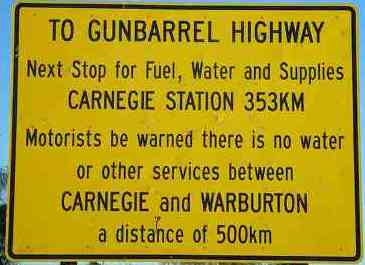 TO GUNBARREL HIGHWAY
Next Stop for Fuel, Water and Supplies
CARNEGIE STATION 353KM
Motorists be warned there is no water
or other services between
CARNEGIE and WARBURTON
a distance of 500km